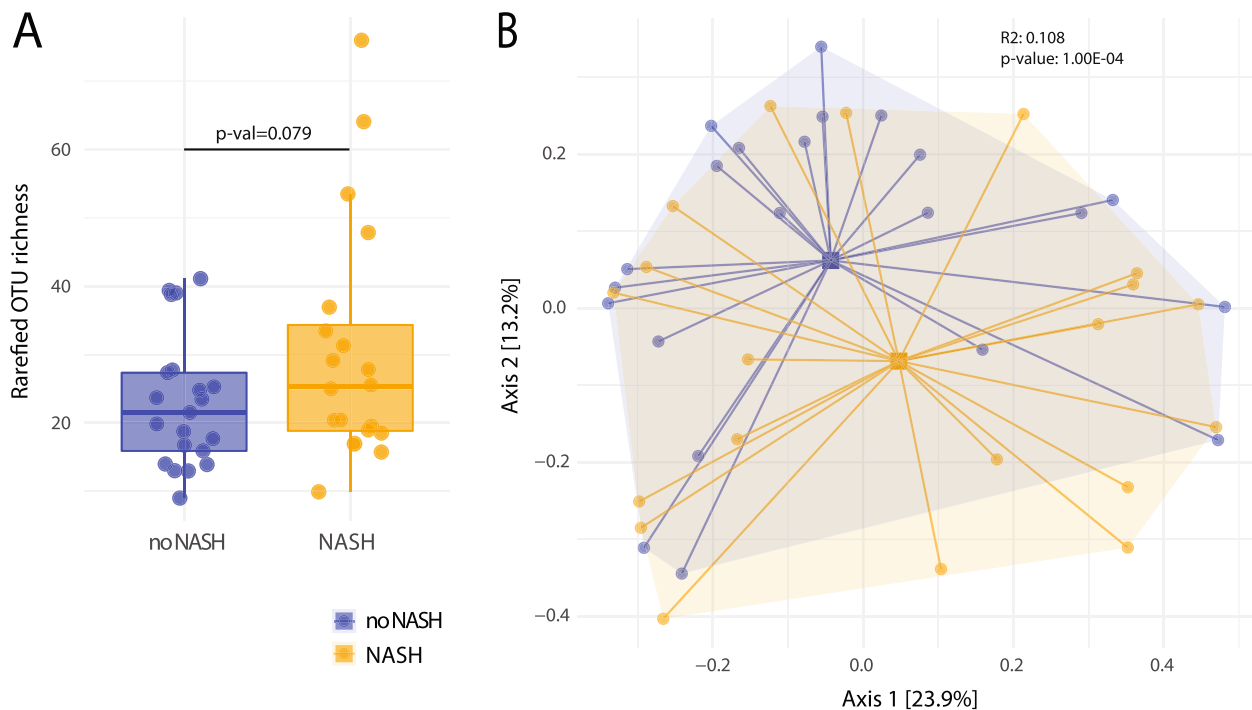 A
Rarefied OTU richness
60
40
20
p-val=0.079
noNASH
NASH
noNASH
NASH
B
R2: 0.108
p-value: 1.00E-04
Axis 2 [13.2%]
0.2
0.0
−0.2
−0.4
−0.2
0.0
0.2
0.4
Axis 1 [23.9%]